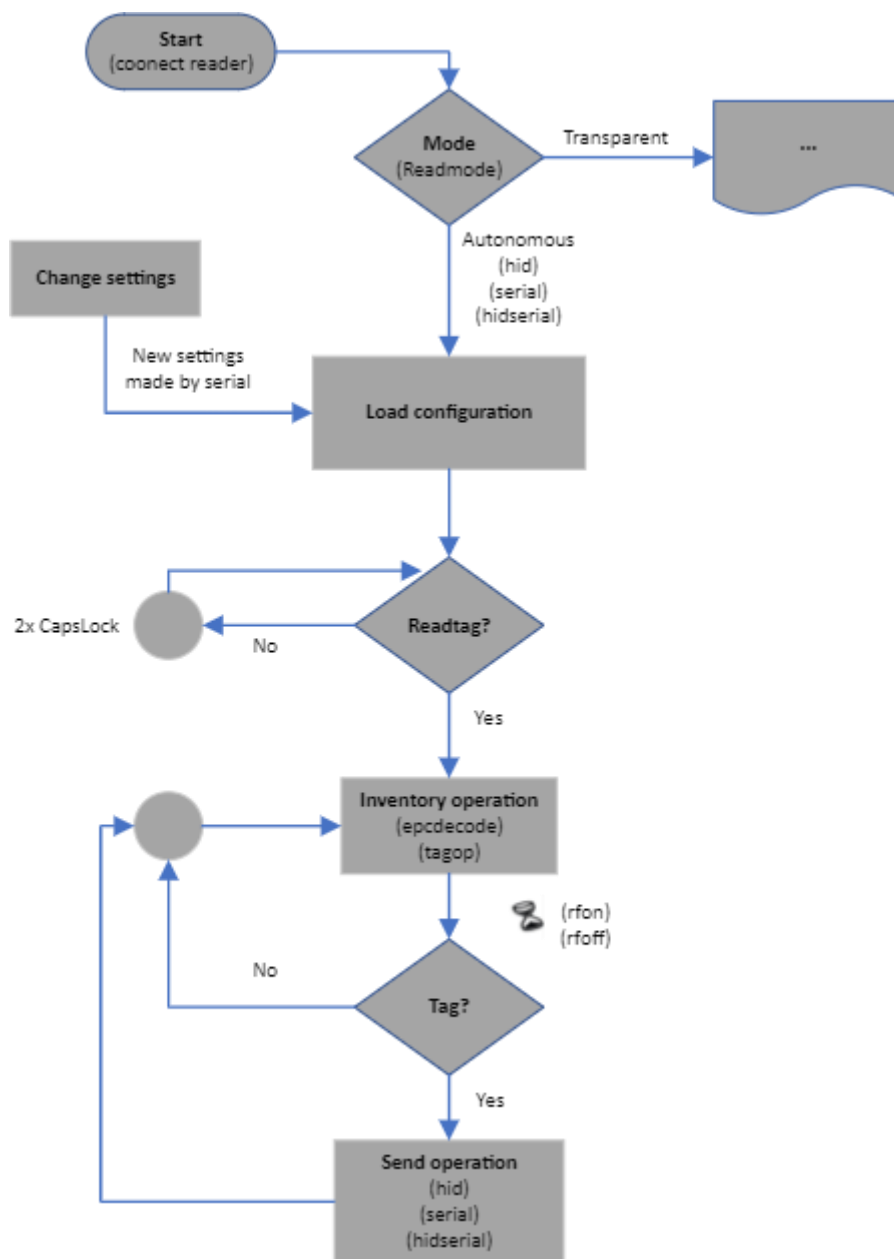 Start
(coonect reader)
Mode
(Readmode)
Transparent
...
Autonomous
(hid)
(serial)
(hidserial)
Change settings
New settings
made by serial
Load configuration
2x CapsLock
Readtag?
No
Yes
Inventory operation
(epcdecode)
(tagop)
(rfon)
(rfoff)
No
Tag?
Yes
Send operation
(hid)
(serial)
(hidserial)